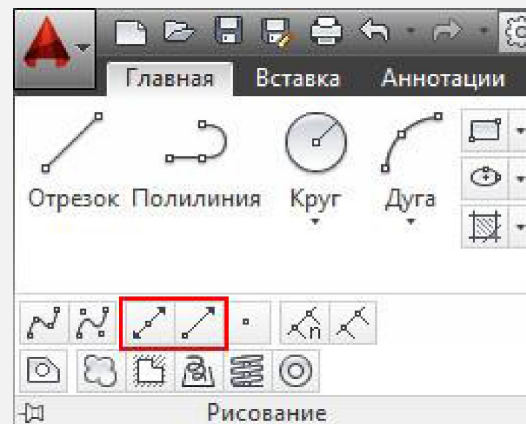 Главная Вставка Аннотации
Отрезок Полилиния Круг Дуга
n
Рисование